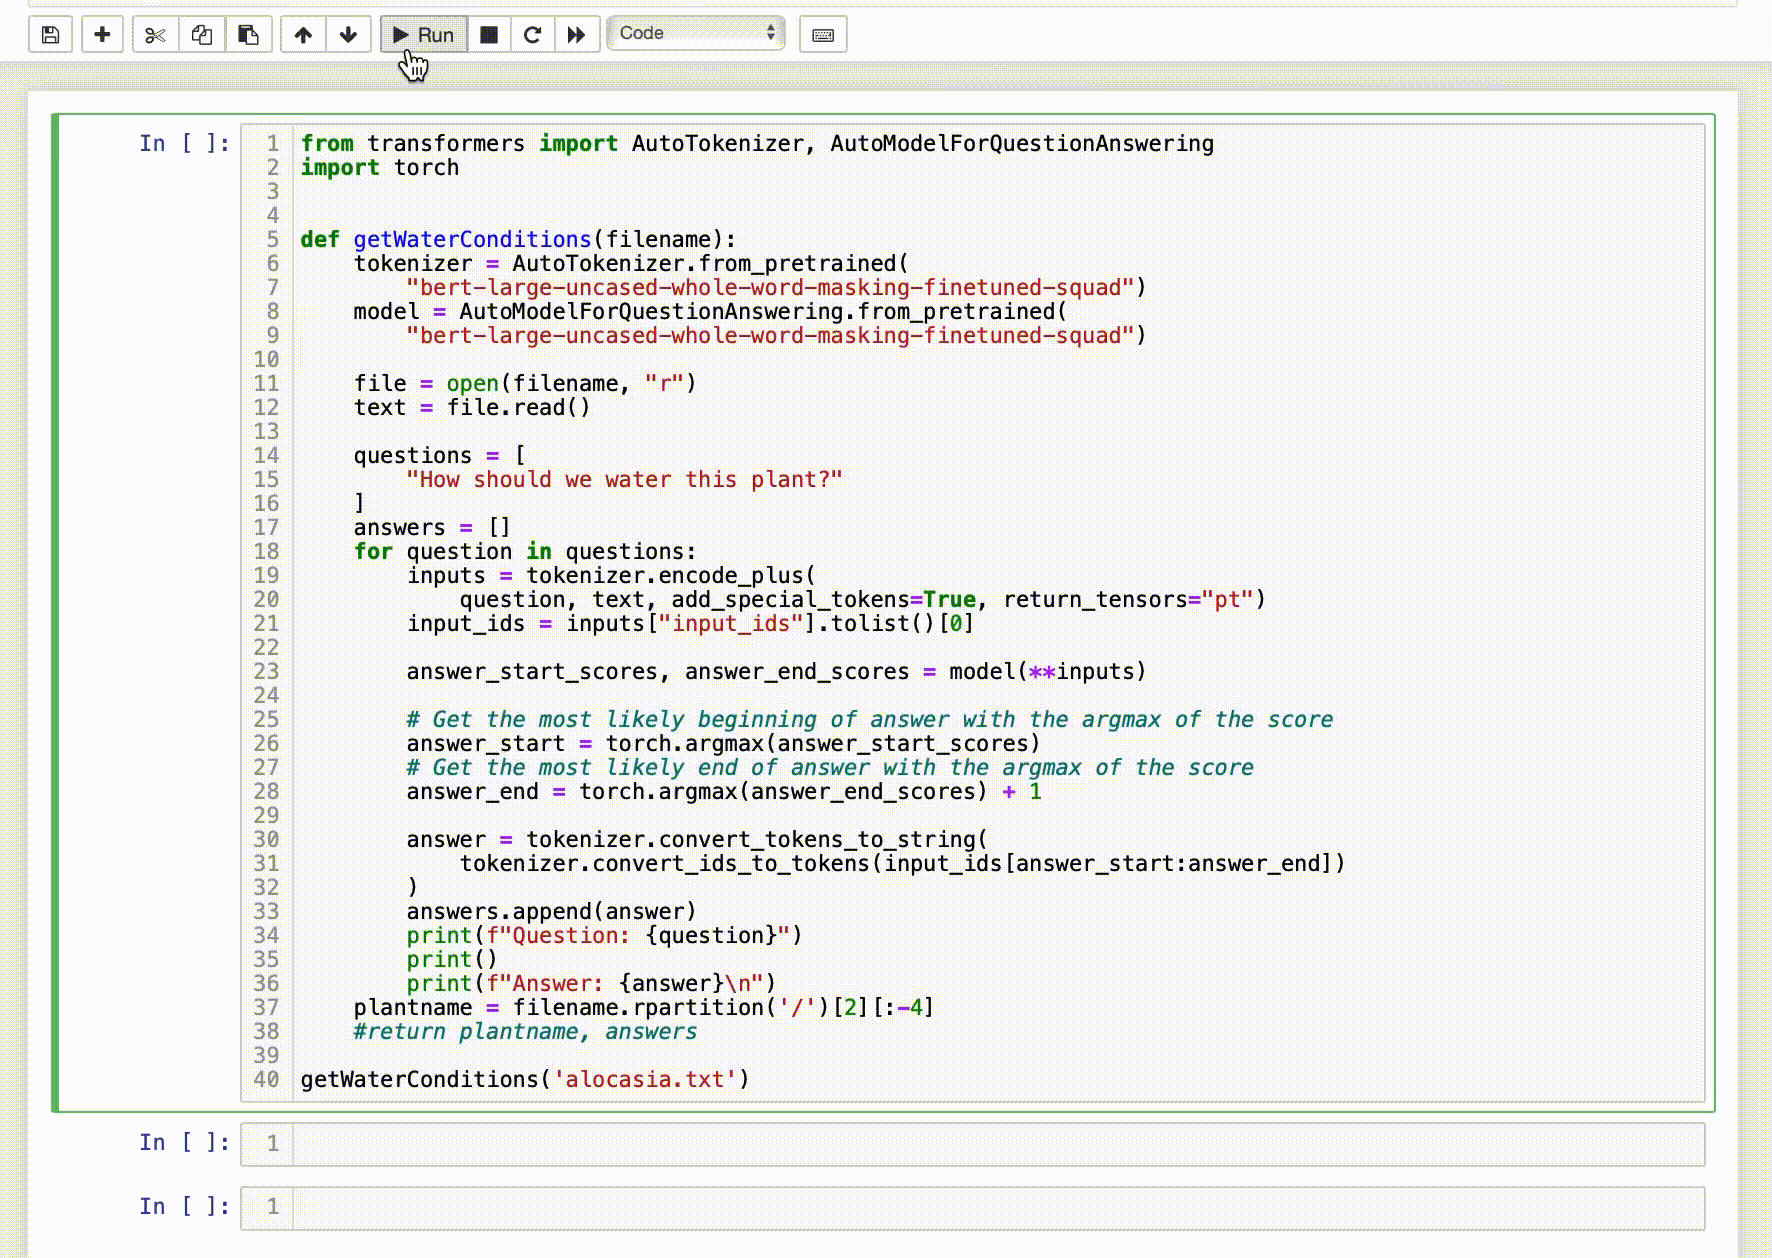 Run Code
In [ ]:
1 from transformers import AutoTokenizer, AutoModelForQuestionAnswering
2 import torch
3
4
5 def getWaterConditions(filename):
6     tokenizer = AutoTokenizer.from_pretrained(
7         "bert-large-uncased-whole-word-masking-finetuned-squad")
8     model = AutoModelForQuestionAnswering.from_pretrained(
9         "bert-large-uncased-whole-word-masking-finetuned-squad")
10
11     file = open(filename, "r")
12     text = file.read()
13
14     questions = [
15         "How should we water this plant?"
16     ]
17     answers = []
18     for question in questions:
19         inputs = tokenizer.encode_plus(
20             question, text, add_special_tokens=True, return_tensors="pt")
21         input_ids = inputs["input_ids"].tolist()[0]
22
23         answer_start_scores, answer_end_scores = model(**inputs)
24
25         # Get the most likely beginning of answer with the argmax of the score
26         answer_start = torch.argmax(answer_start_scores)
27         # Get the most likely end of answer with the argmax of the score
28         answer_end = torch.argmax(answer_end_scores) + 1
29
30         answer = tokenizer.convert_tokens_to_string(
31             tokenizer.convert_ids_to_tokens(input_ids[answer_start:answer_end])
32         )
33         answers.append(answer)
34         print(f"Question: {question}")
35         print()
36         print(f"Answer: {answer}\n")
37     plantname = filename.rpartition('/')[2][:-4]
38     #return plantname, answers
39
40 getWaterConditions('alocasia.txt')
In [ ]: 1
In [ ]: 1